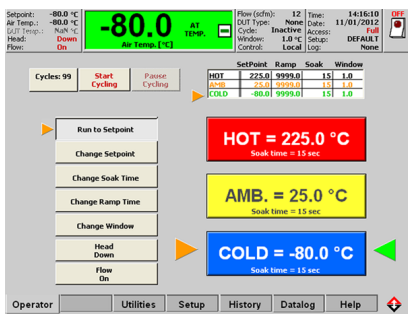 Setpoint: -80.0 ºC
Air Temp.: -80.0 ºC
DUT Temp.: NaN ºC
Head: Down
Flow: On
-80.0
Air Temp. [ºC]
AT
TEMP.
Flow (scfm): 12
DUT Type: None
Cycle: Inactive
Window: 1.0 ºC
Control: Local
Time: 14:16:10
Date: 11/01/2012
Access: Full
Setup: DEFAULT
Log: None
OFF
Cycles: 99
Start
Cycling
Pause
Cycling
SetPoint Ramp Soak Window
HOT 225.0 9999.0 15 1.0
AMB 25.0 9999.0 15 1.0
COLD -80.0 9999.0 15 1.0
Run to Setpoint
Change Setpoint
Change Soak Time
Change Ramp Time
Change Window
Head
Down
Flow
On
HOT = 225.0 °C
Soak time = 15 sec
AMB. = 25.0 °C
Soak time = 15 sec
COLD = -80.0 °C
Soak time = 15 sec
Operator Utilities Setup History Datalog Help